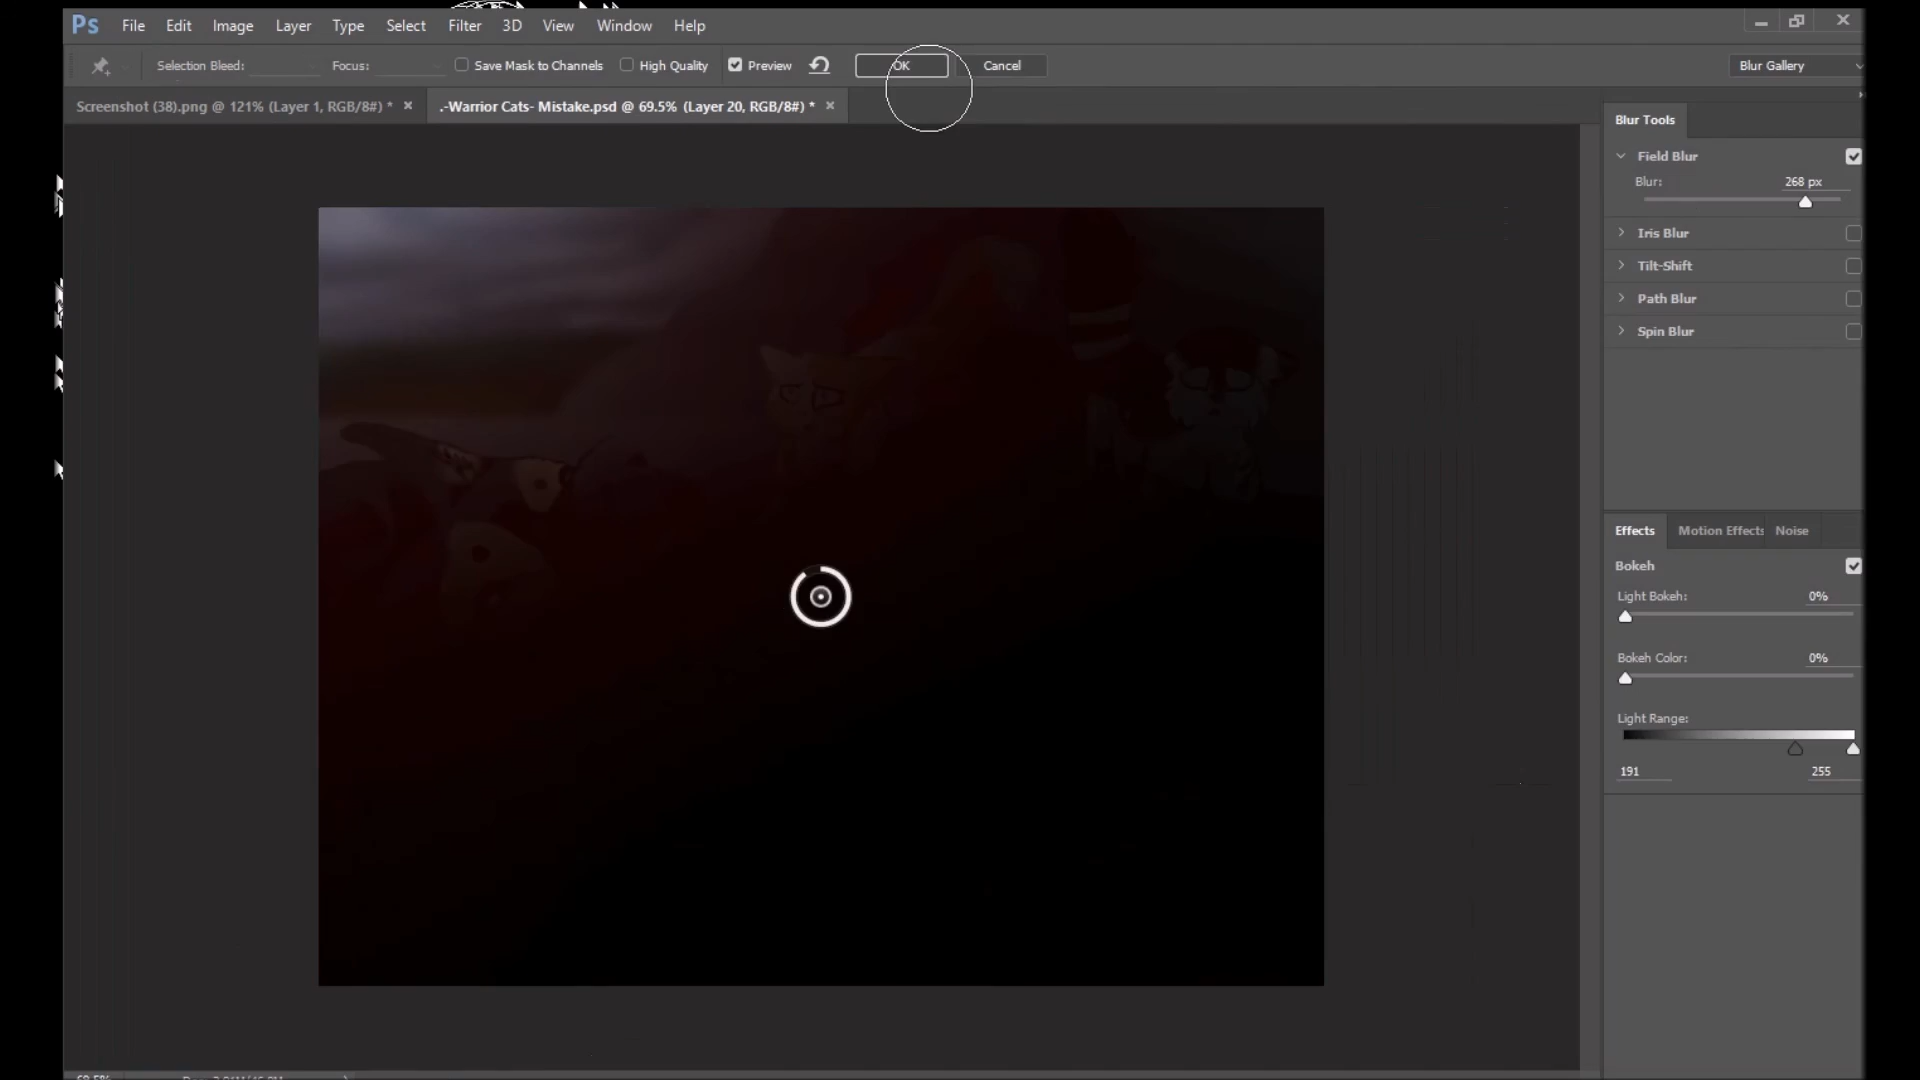 Ps File Edit Image Layer Type Select Filter 3D View Window Help
Selection Bleed: Focus: Save Mask to Channels High Quality Preview OK Cancel Blur Gallery
Screenshot (38).png @ 121% (Layer 1, RGB/8#) * .-Warrior Cats- Mistake.psd @ 69.5% (Layer 20, RGB/8#) *
Blur Tools
Field Blur
Blur: 268 px
Iris Blur
Tilt-Shift
Path Blur
Spin Blur
Effects Motion Effects Noise
Bokeh
Light Bokeh: 0%
Bokeh Color: 0%
Light Range:
191 255